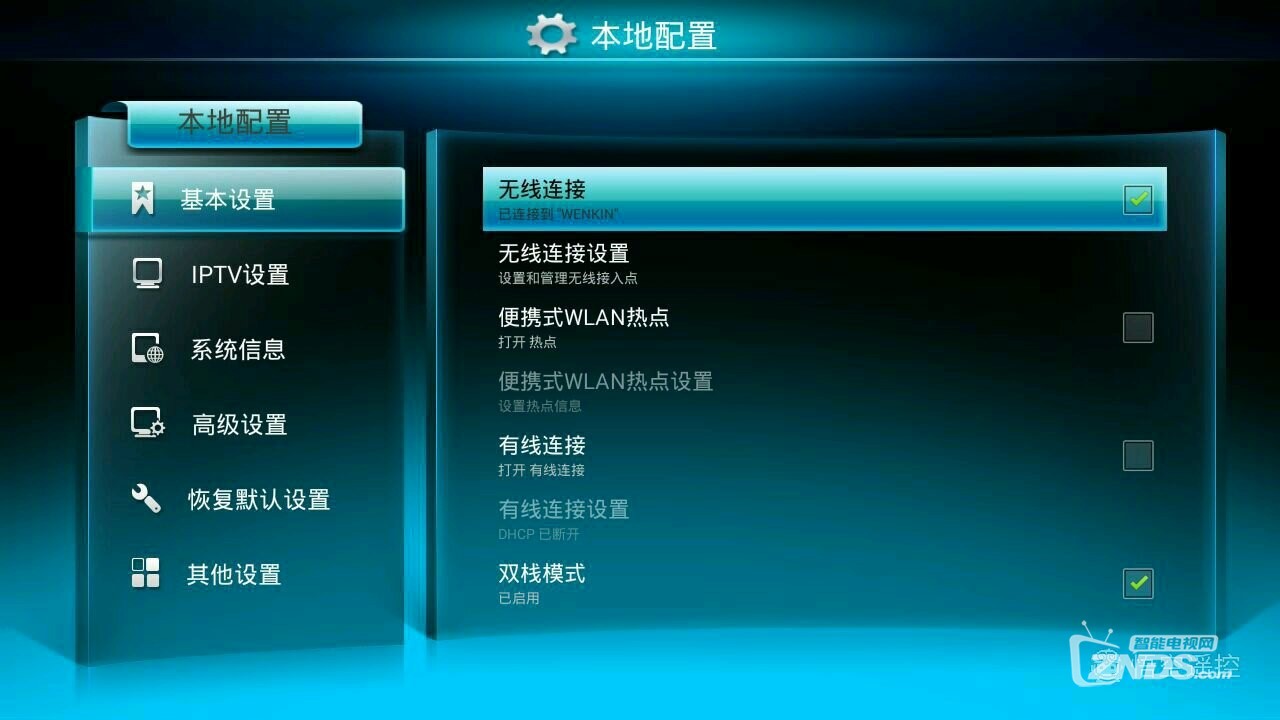 本地配置
本地配置
基本设置
IPTV设置
系统信息
高级设置
恢复默认设置
其他设置
无线连接
已连接到 "WENKIN"
无线连接设置
设置和管理无线接入点
便携式WLAN热点
打开 热点
便携式WLAN热点设置
设置热点信息
有线连接
打开 有线连接
有线连接设置
DHCP 已断开
双栈模式
已启用
智能电视网
ZNDS.com
遥控